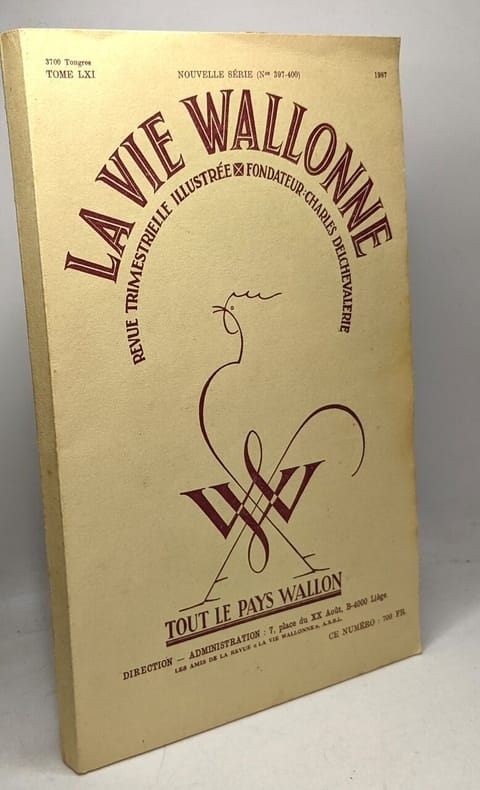 3700 Tongres
TOME LXI
NOUVELLE SÉRIE (Nos 397-400)
1987
LA VIE WALLONNE
REVUE TRIMESTRIELLE ILLUSTRÉE FONDATEUR: CHARLES DELCHEVALERIE
W
TOUT LE PAYS WALLON
DIRECTION — ADMINISTRATION : 7, place du XX Août, B-4000 Liège
LES AMIS DE LA REVUE « LA VIE WALLONNE », A.S.B.L.
CE NUMÉRO : 700 FR.